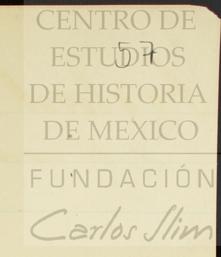 CENTRO DE
ESTUDIOS
57
DE HISTORIA
DE MEXICO
FUNDACIÓN
Carlos Slim